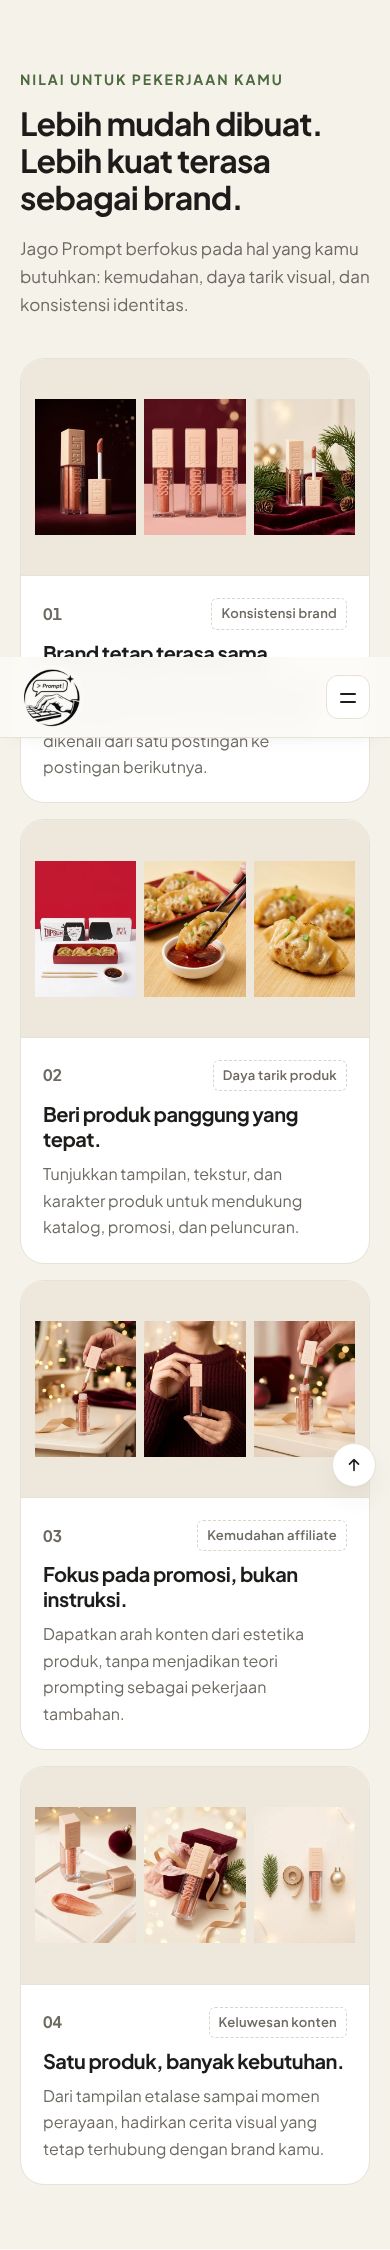 NILAI UNTUK PEKERJAAN KAMU
Lebih mudah dibuat.
Lebih kuat terasa
sebagai brand.
Jago Prompt berfokus pada hal yang kamu
butuhkan: kemudahan, daya tarik visual, dan
konsistensi identitas.
01
Konsistensi brand
Brand tetap terasa sama
> Prompt
dikenali dari satu postingan ke
postingan berikutnya.
02
Daya tarik produk
Beri produk panggung yang
tepat.
Tunjukkan tampilan, tekstur, dan
karakter produk untuk mendukung
katalog, promosi, dan peluncuran.
03
Kemudahan affiliate
Fokus pada promosi, bukan
instruksi.
Dapatkan arah konten dari estetika
produk, tanpa menjadikan teori
prompting sebagai pekerjaan
tambahan.
04
Keluwesan konten
Satu produk, banyak kebutuhan.
Dari tampilan etalase sampai momen
perayaan, hadirkan cerita visual yang
tetap terhubung dengan brand kamu.